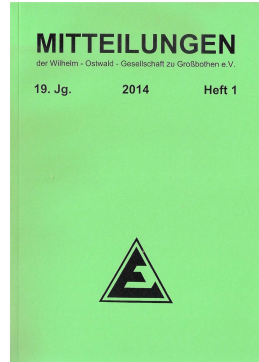 MITTEILUNGEN
der Wilhelm - Ostwald - Gesellschaft zu Großbothen e.V.
19. Jg. 2014 Heft 1
E